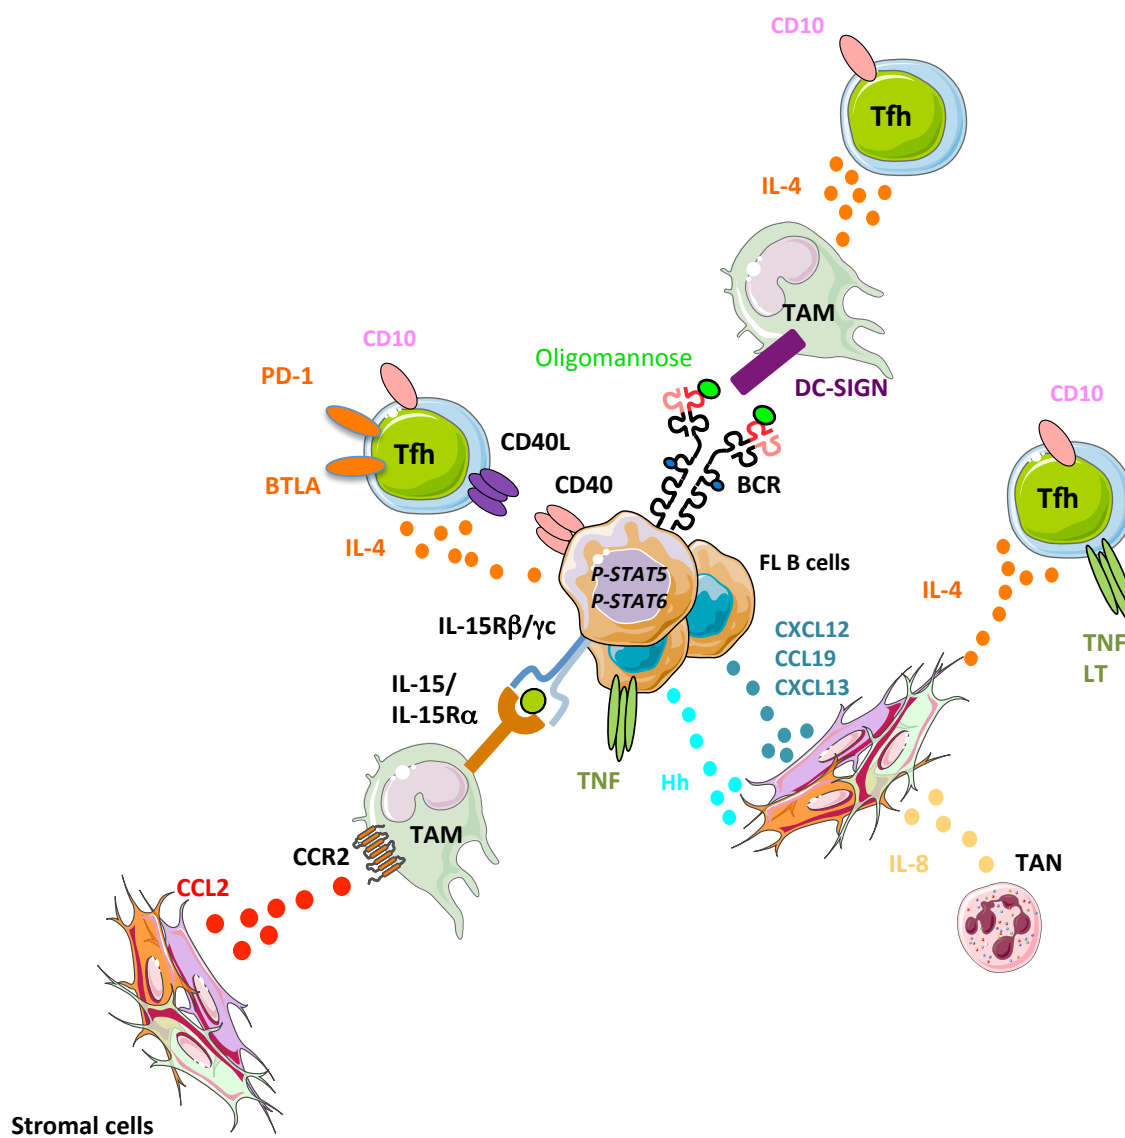 CD10
Tfh
IL-4
TAM
Oligomannose
DC-SIGN
CD10
PD-1
Tfh
CD40L
BTLA
CD40
BCR
IL-4
CD10
Tfh
P-STAT5
P-STAT6
FL B cells
IL-4
IL-15Rβ/γc
CXCL12
CCL19
CXCL13
TNF
LT
IL-15/
IL-15Rα
TNF
Hh
TAM
CCR2
IL-8
TAN
CCL2
Stromal cells